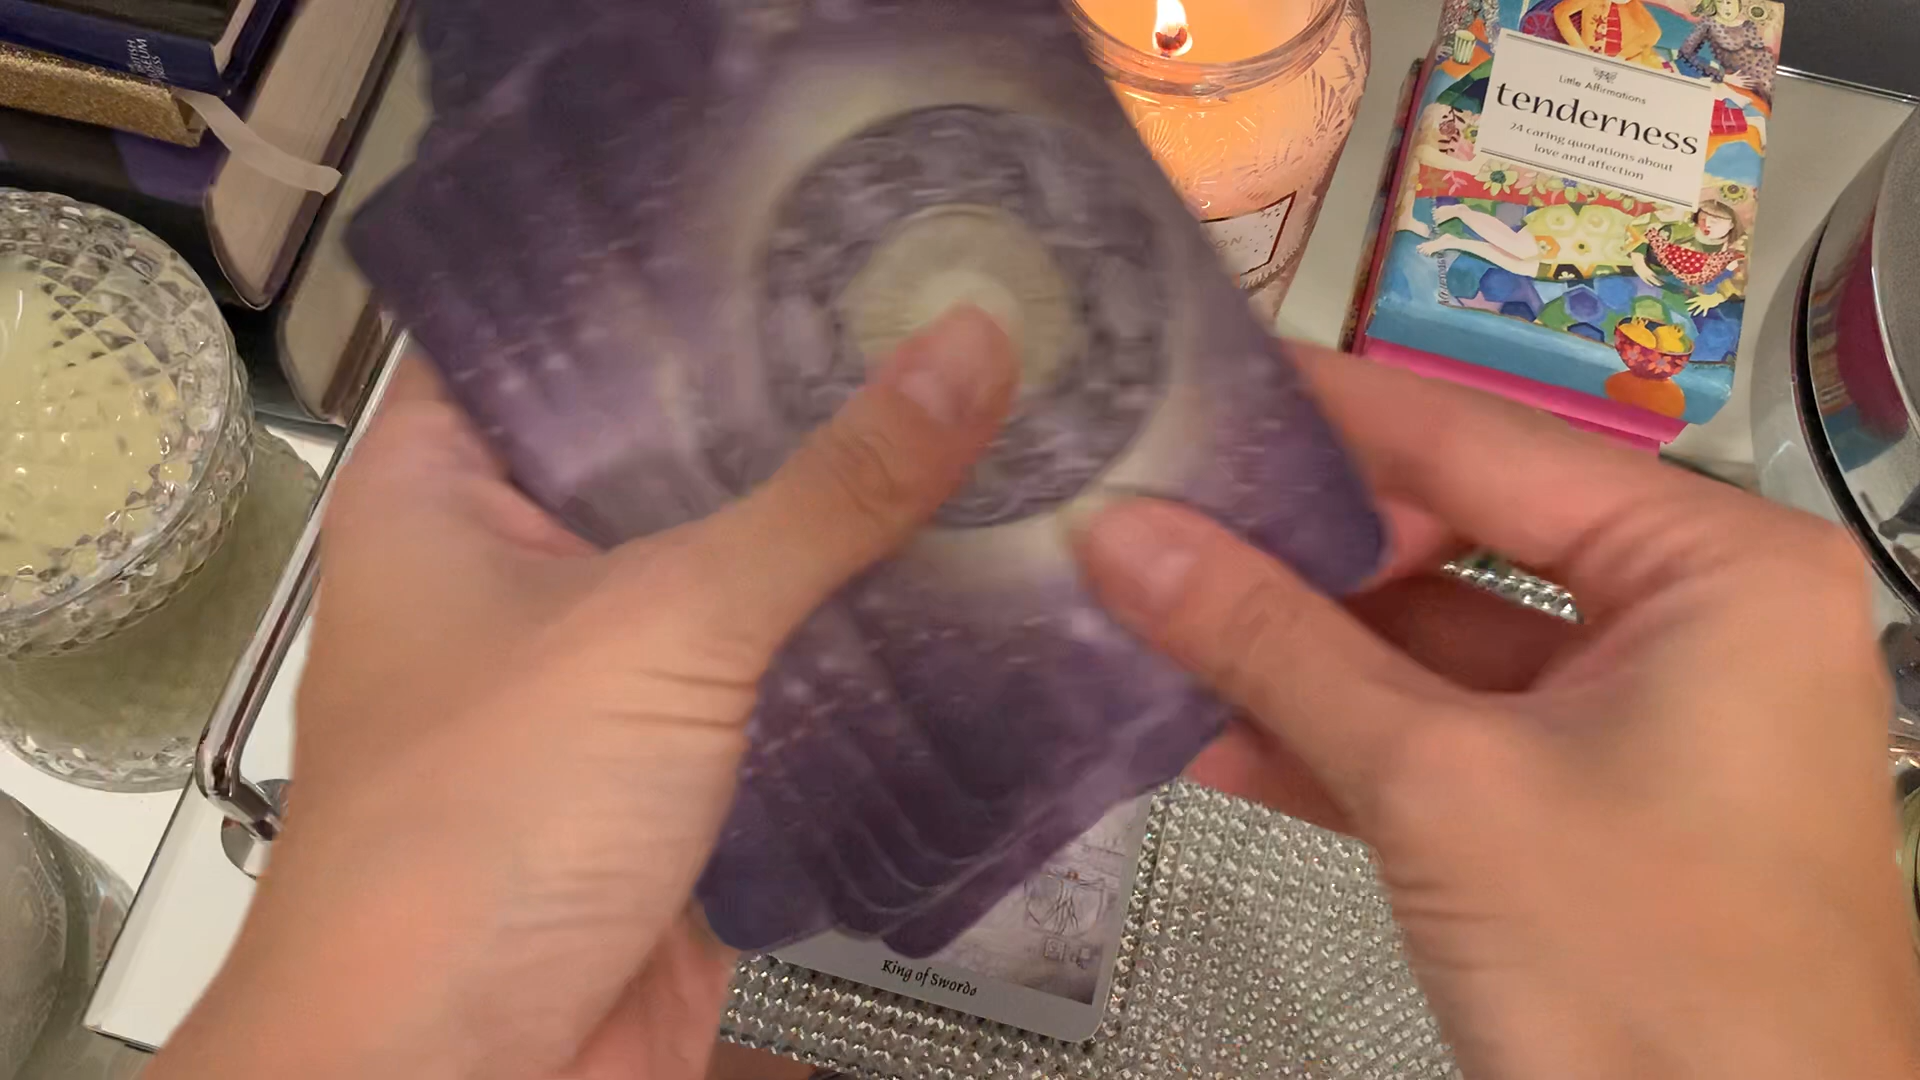 Little Affirmations
tenderness
24 caring quotations about
love and affection
King of Swords